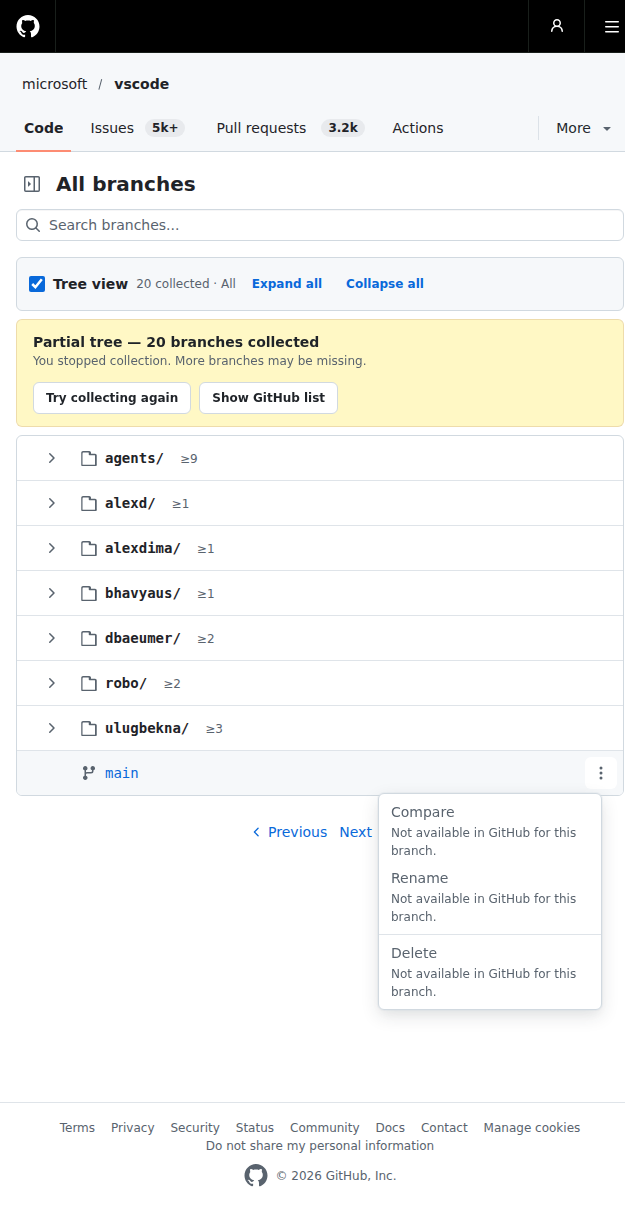 microsoft / vscode
Code Issues 5k+ Pull requests 3.2k Actions More
All branches
Search branches...
Tree view 20 collected · All Expand all Collapse all
Partial tree — 20 branches collected
You stopped collection. More branches may be missing.
Try collecting again Show GitHub list
agents/ ≥9
alexd/ ≥1
alexdima/ ≥1
bhavyaus/ ≥1
dbaeumer/ ≥2
robo/ ≥2
ulugbekna/ ≥3
main
Previous Next
Compare
Not available in GitHub for this
branch.
Rename
Not available in GitHub for this
branch.
Delete
Not available in GitHub for this
branch.
Terms Privacy Security Status Community Docs Contact Manage cookies
Do not share my personal information
© 2026 GitHub, Inc.